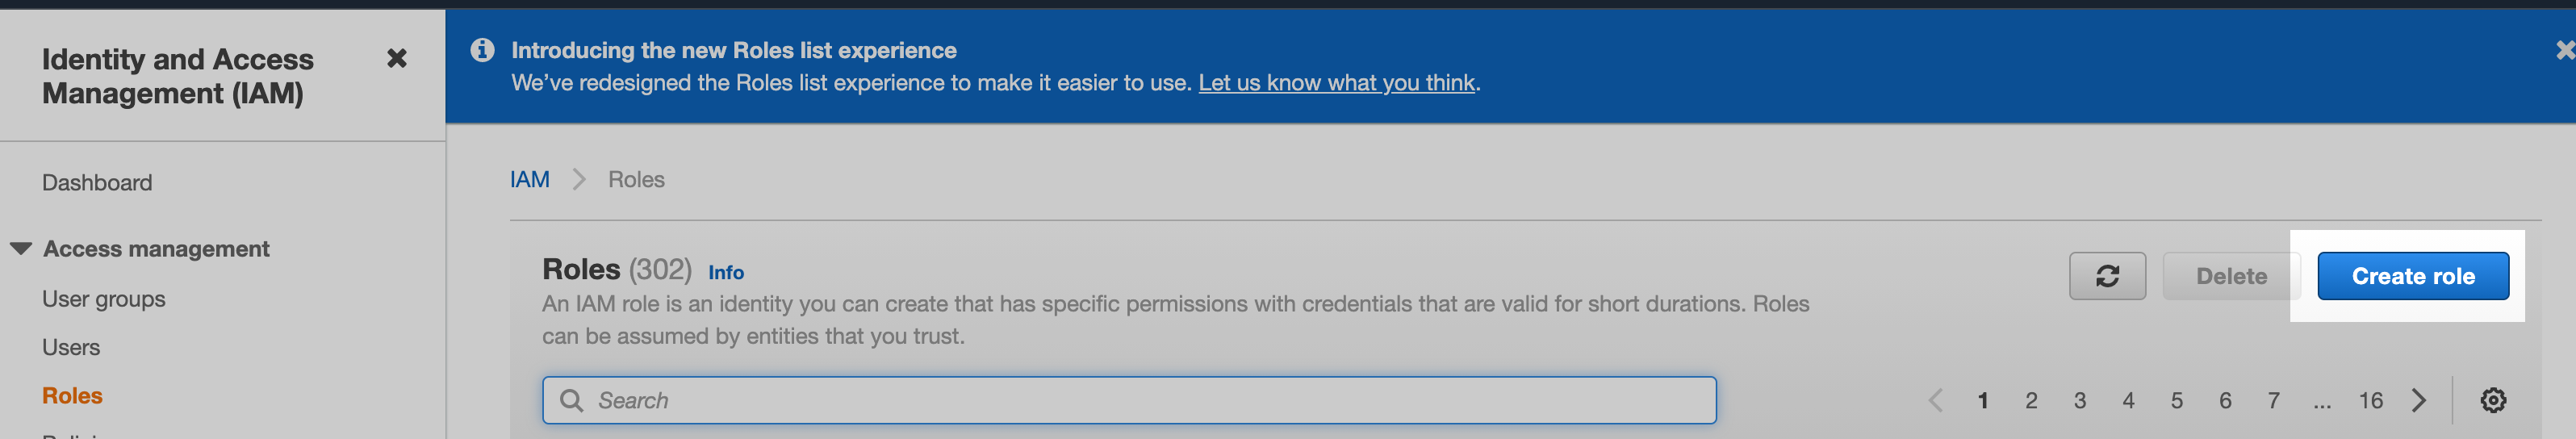 Identity and Access
Management (IAM)
Dashboard
Access management
User groups
Users
Roles
Introducing the new Roles list experience
We’ve redesigned the Roles list experience to make it easier to use. Let us know what you think.
IAM > Roles
Roles (302) Info
An IAM role is an identity you can create that has specific permissions with credentials that are valid for short durations. Roles
can be assumed by entities that you trust.
Delete
Create role
Search
1 2 3 4 5 6 7 ... 16